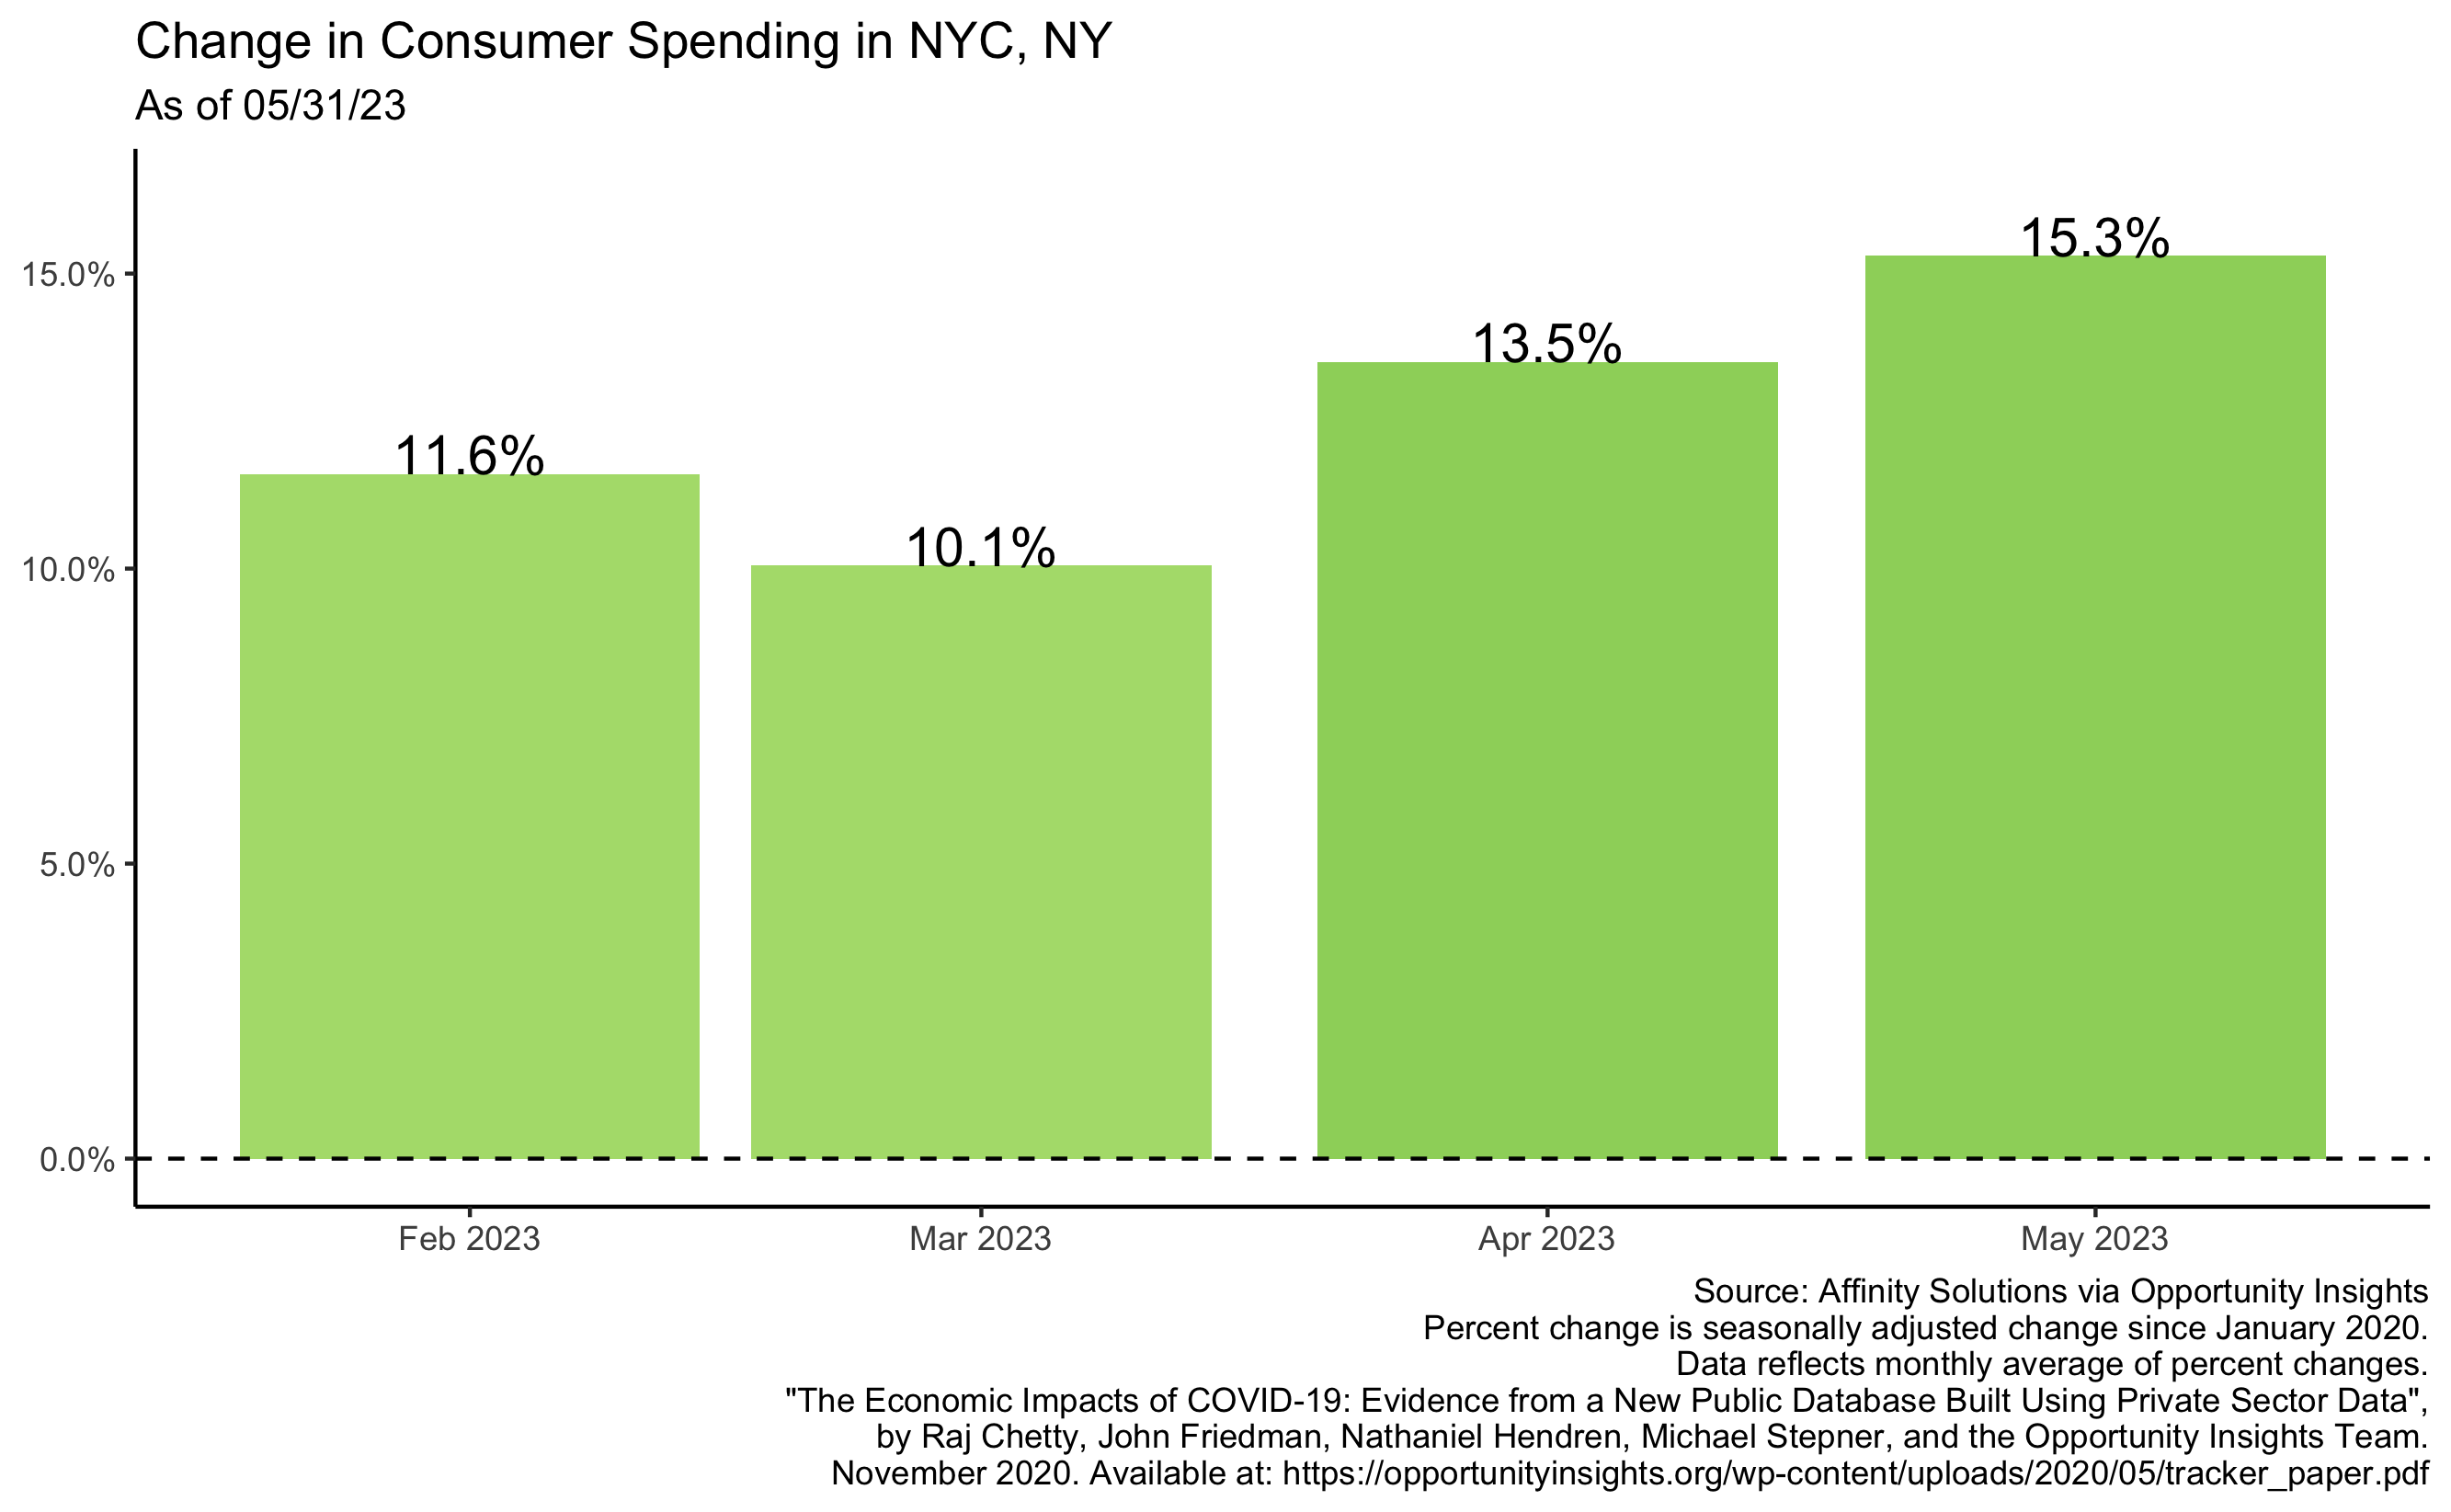 Change in Consumer Spending in NYC, NY
As of 05/31/23
15.0%
10.0%
5.0%
0.0%
11.6%
10.1%
13.5%
15.3%
Feb 2023
Mar 2023
Apr 2023
May 2023
Source: Affinity Solutions via Opportunity Insights
Percent change is seasonally adjusted change since January 2020.
Data reflects monthly average of percent changes.
"The Economic Impacts of COVID-19: Evidence from a New Public Database Built Using Private Sector Data",
by Raj Chetty, John Friedman, Nathaniel Hendren, Michael Stepner, and the Opportunity Insights Team.
November 2020. Available at: https://opportunityinsights.org/wp-content/uploads/2020/05/tracker_paper.pdf